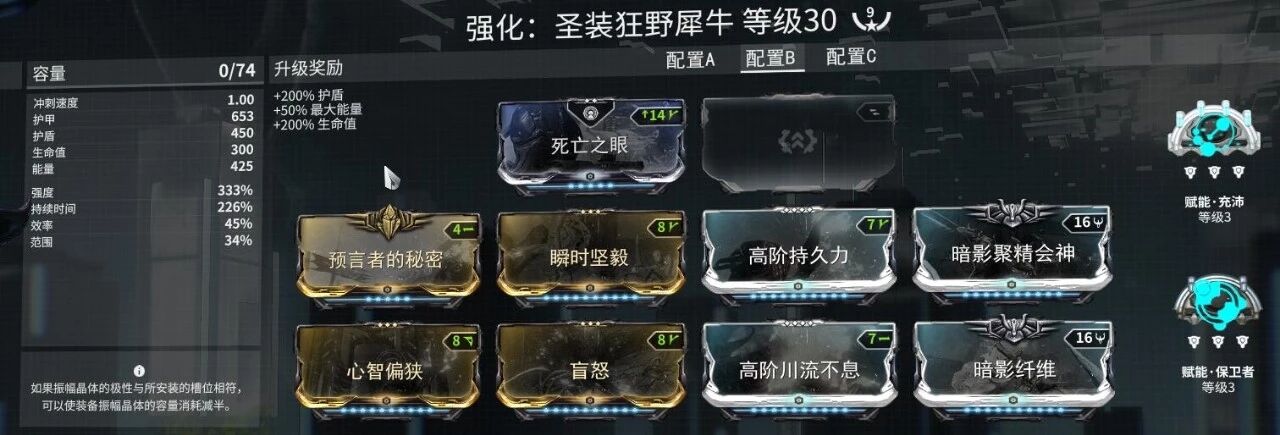 强化：圣装狂野犀牛 等级30 9
配置A 配置B 配置C
容量 0/74
冲刺速度 1.00
护甲 653
护盾 450
生命值 300
能量 425
强度 333%
持续时间 226%
效率 45%
范围 34%
如果振幅晶体的极性与所安装的槽位相符，
可以使装备振幅晶体的容量消耗减半。
升级奖励
+200% 护盾
+50% 最大能量
+200% 生命值
↑14
死亡之眼
4
预言者的秘密
8
瞬时坚毅
7
高阶持久力
16
暗影聚精会神
8
心智偏狭
8
盲怒
7
高阶川流不息
16
暗影纤维
赋能·充沛
等级3
赋能·保卫者
等级3